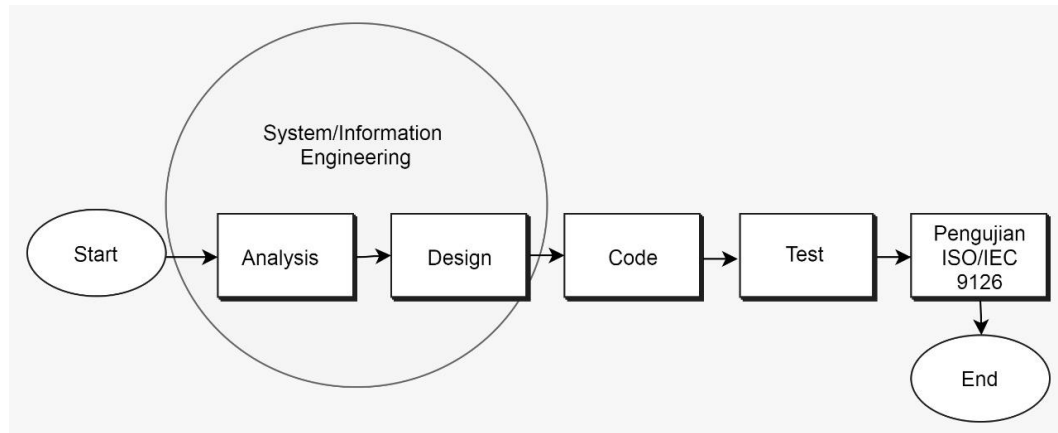 System/Information
Engineering
Start
Analysis
Design
Code
Test
Pengujian
ISO/IEC
9126
End